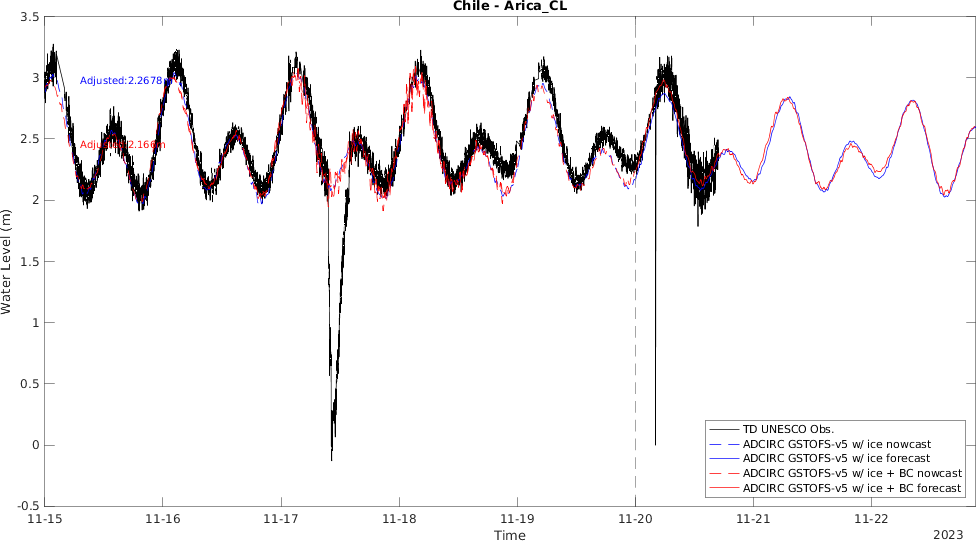 Chile - Arica_CL
3.5
3
2.5
2
1.5
1
0.5
0
-0.5
Water Level (m)
Adjusted:2.2678m
Adjusted:2.166m
TD UNESCO Obs.
ADCIRC GSTOFS-v5 w/ ice nowcast
ADCIRC GSTOFS-v5 w/ ice forecast
ADCIRC GSTOFS-v5 w/ ice + BC nowcast
ADCIRC GSTOFS-v5 w/ ice + BC forecast
11-15 11-16 11-17 11-18 11-19 11-20 11-21 11-22
Time
2023